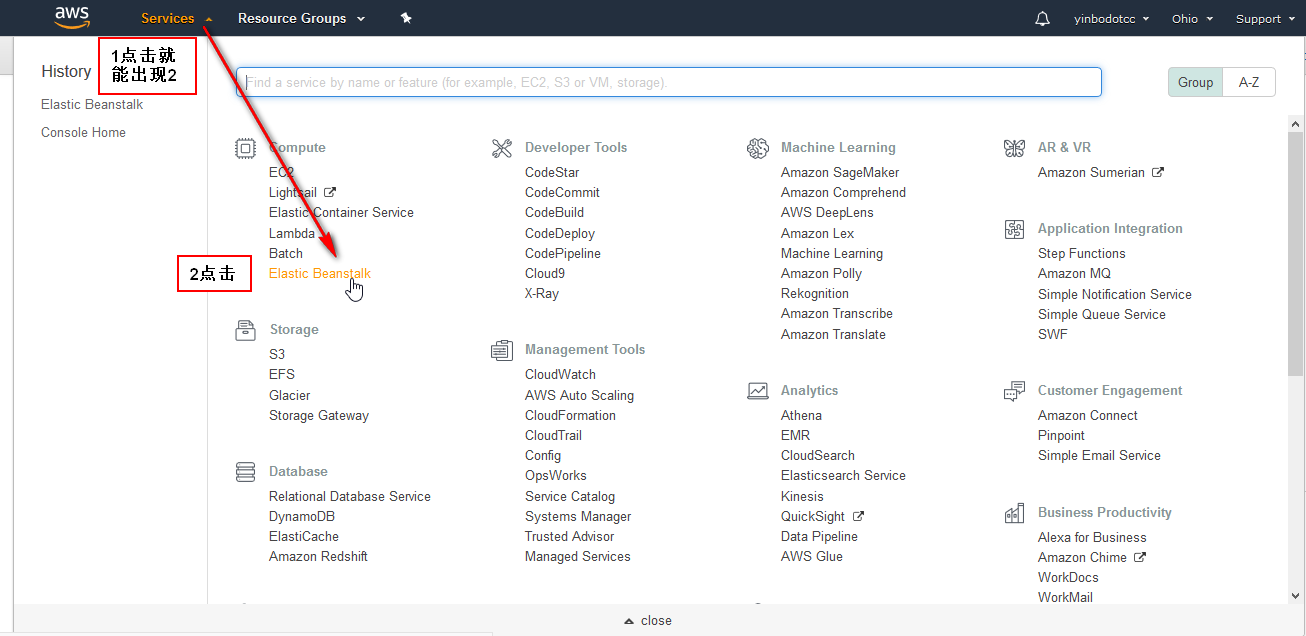 aws
Services
Resource Groups
yinbodotcc
Ohio
Support
1点击就
能出现2
History
Elastic Beanstalk
Console Home
Find a service by name or feature (for example, EC2, S3 or VM, storage).
Group
A-Z
Compute
EC2
Lightsail
Elastic Container Service
Lambda
Batch
Elastic Beanstalk
2点击
Storage
S3
EFS
Glacier
Storage Gateway
Database
Relational Database Service
DynamoDB
ElastiCache
Amazon Redshift
Developer Tools
CodeStar
CodeCommit
CodeBuild
CodeDeploy
CodePipeline
Cloud9
X-Ray
Management Tools
CloudWatch
AWS Auto Scaling
CloudFormation
CloudTrail
Config
OpsWorks
Service Catalog
Systems Manager
Trusted Advisor
Managed Services
Machine Learning
Amazon SageMaker
Amazon Comprehend
AWS DeepLens
Amazon Lex
Machine Learning
Amazon Polly
Rekognition
Amazon Transcribe
Amazon Translate
Analytics
Athena
EMR
CloudSearch
Elasticsearch Service
Kinesis
QuickSight
Data Pipeline
AWS Glue
AR & VR
Amazon Sumerian
Application Integration
Step Functions
Amazon MQ
Simple Notification Service
Simple Queue Service
SWF
Customer Engagement
Amazon Connect
Pinpoint
Simple Email Service
Business Productivity
Alexa for Business
Amazon Chime
WorkDocs
WorkMail
close